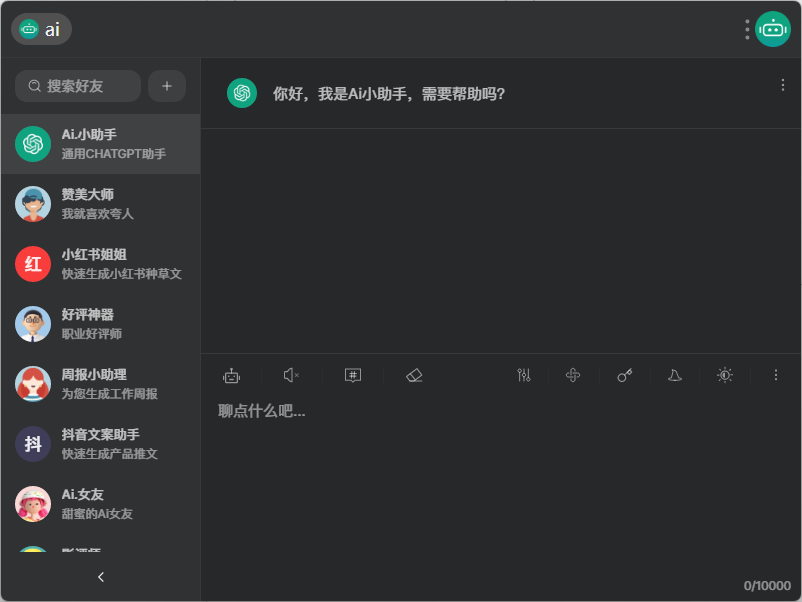 ai
搜索好友
+
你好，我是Ai小助手，需要帮助吗?
Ai.小助手
通用CHATGPT助手
赞美大师
我就喜欢夸人
红
小红书姐姐
快速生成小红书种草文
好评神器
职业好评师
周报小助理
为您生成工作周报
抖
抖音文案助手
快速生成产品推文
Ai.女友
甜蜜的Ai女友
影评师
#
聊点什么吧...
0/10000